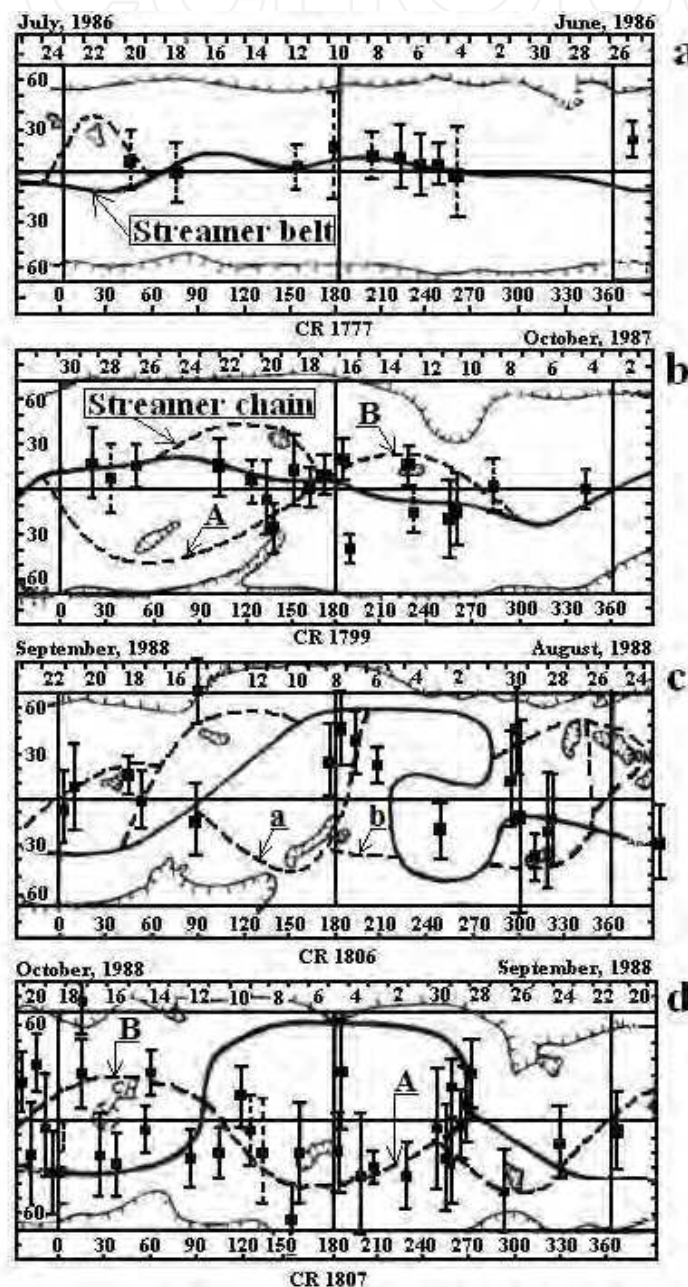 July, 1986 June, 1986
24 22 20 18 16 14 12 10 8 6 4 2 30 28 26
a
60
30
Streamer belt
30
60
0 30 60 90 120 150 180 210 240 270 300 330 360
CR 1777
October, 1987
30 28 26 24 22 20 18 16 14 12 10 8 6 4 2
b
60
Streamer chain B
30
A
30
60
0 30 60 90 120 150 180 210 240 270 300 330 360
CR 1799
September, 1988 August, 1988
22 20 18 16 12 10 8 6 4 2 30 28 26 24
c
60
30
a b
30
60
0 30 60 90 120 150 180 210 240 270 300 330 360
CR 1806
October, 1988 September, 1988
20 18 16 14 12 10 8 6 4 2 30 28 26 24 22 20
d
60
B
30
A
30
60
0 30 60 90 120 150 180 210 240 270 300 330 360
CR 1807